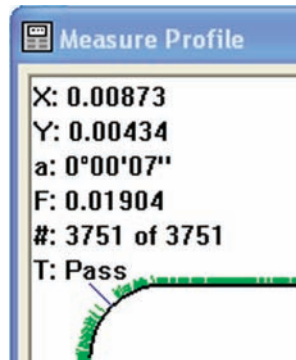 Measure Profile
X: 0.00873
Y: 0.00434
a: 0°00'07"
F: 0.01904
#: 3751 of 3751
T: Pass